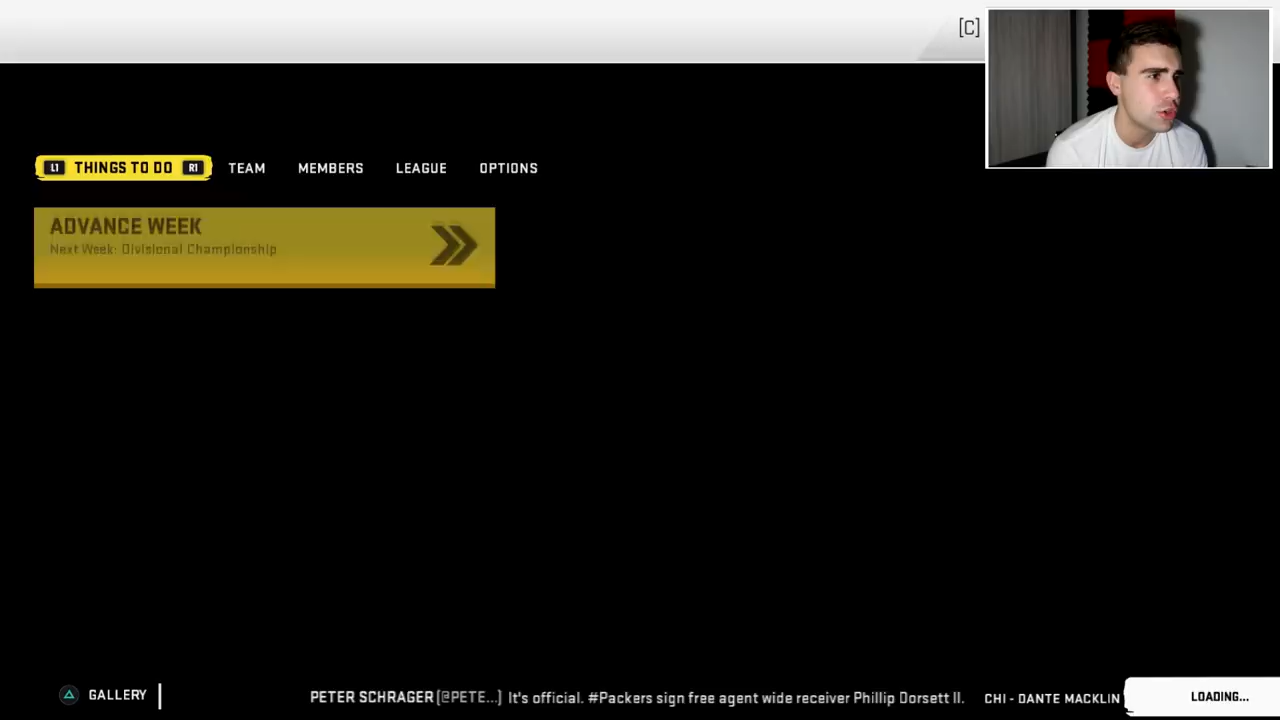 [C]
L1 THINGS TO DO R1 TEAM MEMBERS LEAGUE OPTIONS
ADVANCE WEEK
Next Week: Divisional Championship
GALLERY
PETER SCHRAGER (@PETE...) It's official. #Packers sign free agent wide receiver Phillip Dorsett II. CHI - DANTE MACKLIN
LOADING...